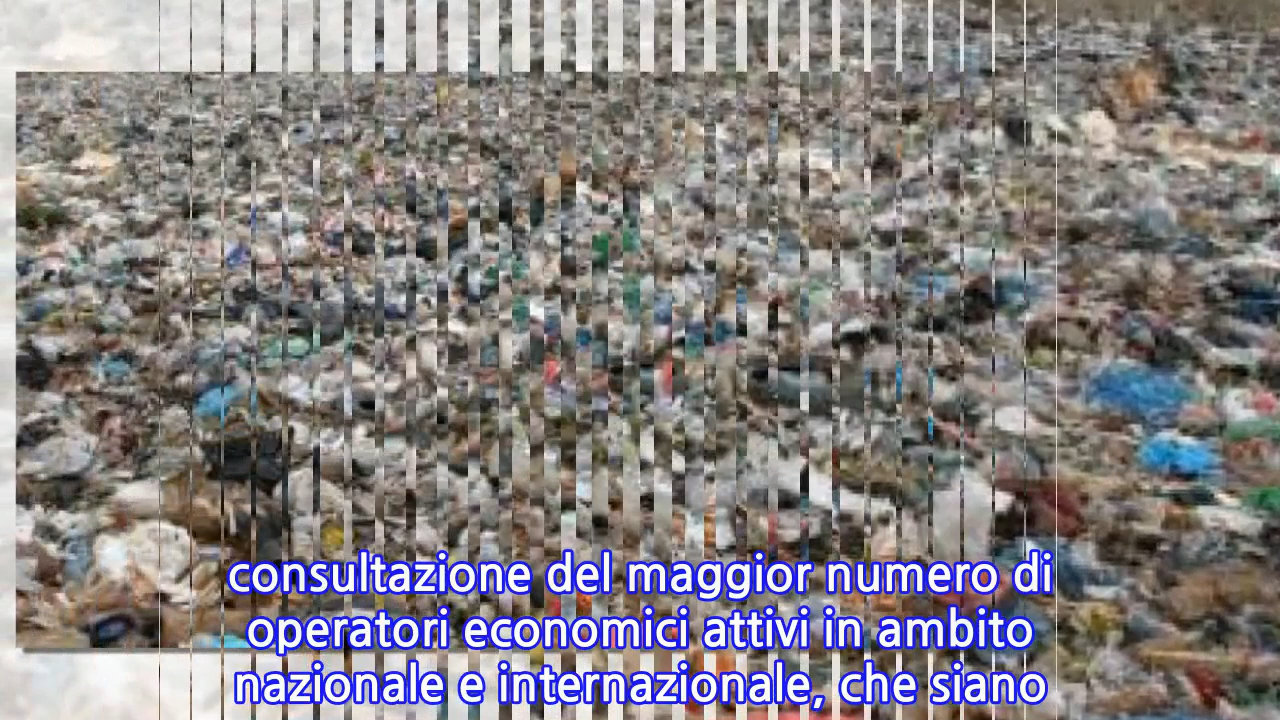 consultazione del maggior numero di
operatori economici attivi in ambito
nazionale e internazionale, che siano